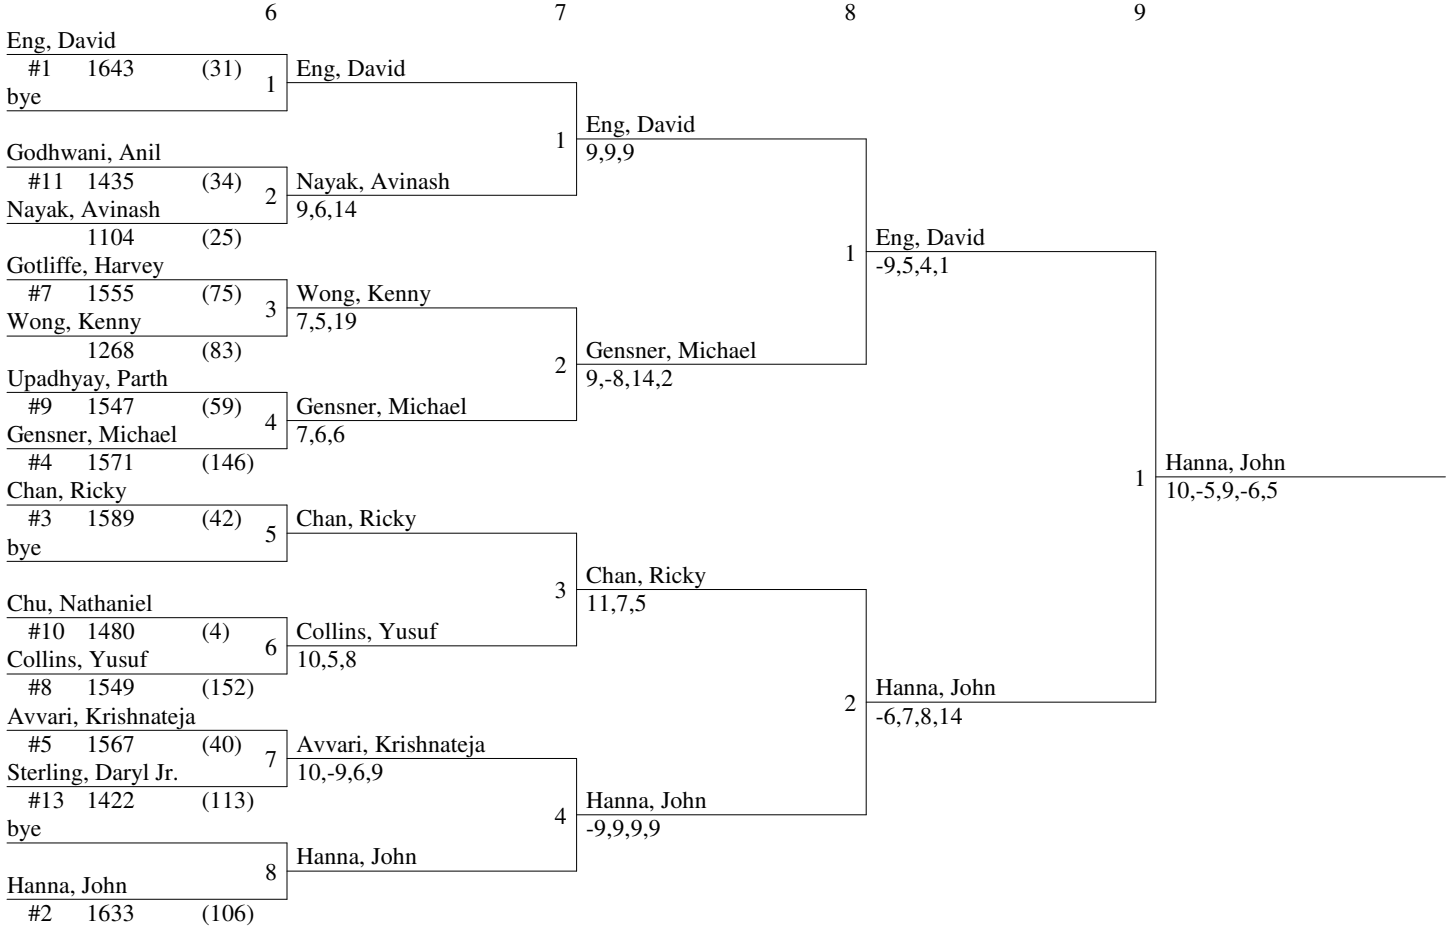 6 7 8 9
Eng, David
#1 1643 (31) 1 Eng, David
bye
1 Eng, David
9,9,9
Godhwani, Anil
#11 1435 (34) 2 Nayak, Avinash
Nayak, Avinash 9,6,14
1104 (25)
1 Eng, David
-9,5,4,1
Gotliffe, Harvey
#7 1555 (75) 3 Wong, Kenny
Wong, Kenny 7,5,19
1268 (83)
2 Gensner, Michael
9,-8,14,2
Upadhyay, Parth
#9 1547 (59) 4 Gensner, Michael
Gensner, Michael 7,6,6
#4 1571 (146)
1 Hanna, John
10,-5,9,-6,5
Chan, Ricky
#3 1589 (42) 5 Chan, Ricky
bye
3 Chan, Ricky
11,7,5
Chu, Nathaniel
#10 1480 (4) 6 Collins, Yusuf
Collins, Yusuf 10,5,8
#8 1549 (152)
2 Hanna, John
-6,7,8,14
Avvari, Krishnateja
#5 1567 (40) 7 Avvari, Krishnateja
Sterling, Daryl Jr. 10,-9,6,9
#13 1422 (113)
4 Hanna, John
-9,9,9,9
bye
8 Hanna, John
Hanna, John
#2 1633 (106)